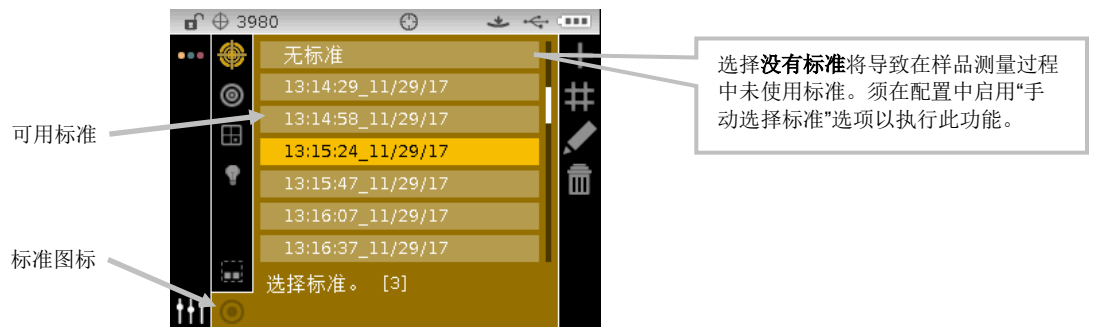 3980
无标准
13:14:29_11/29/17
13:14:58_11/29/17
13:15:24_11/29/17
13:15:47_11/29/17
13:16:07_11/29/17
13:16:37_11/29/17
选择标准。 [3]
可用标准
标准图标
选择没有标准将导致在样品测量过程
中未使用标准。须在配置中启用“手
动选择标准”选项以执行此功能。